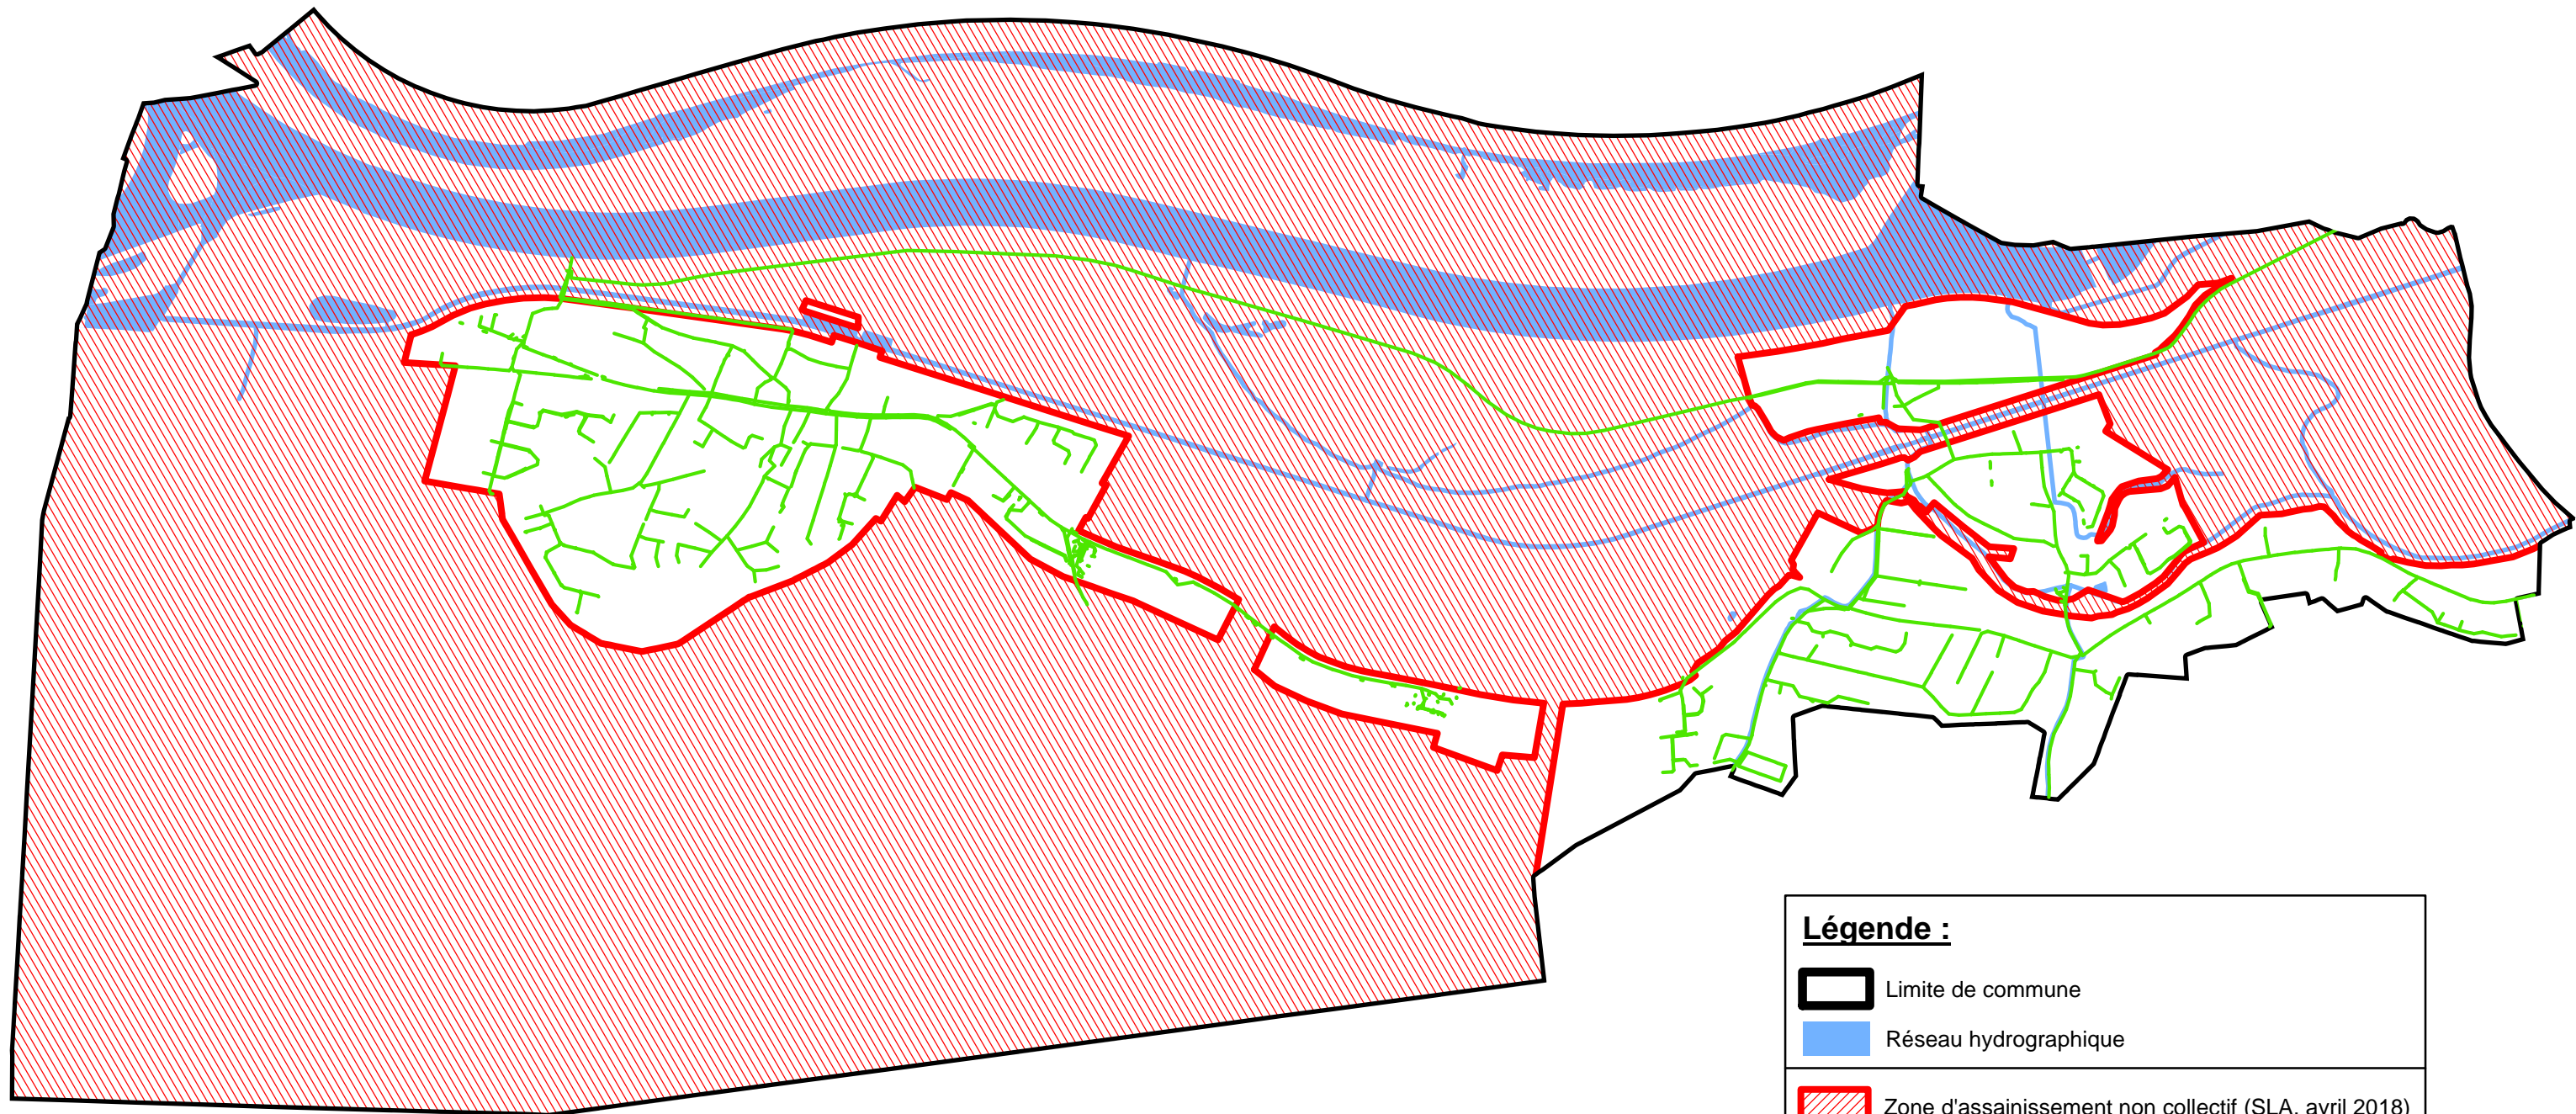 Légende :
Limite de commune
Réseau hydrographique
Zone d'assainissement non collectif (SLA, avril 2018)